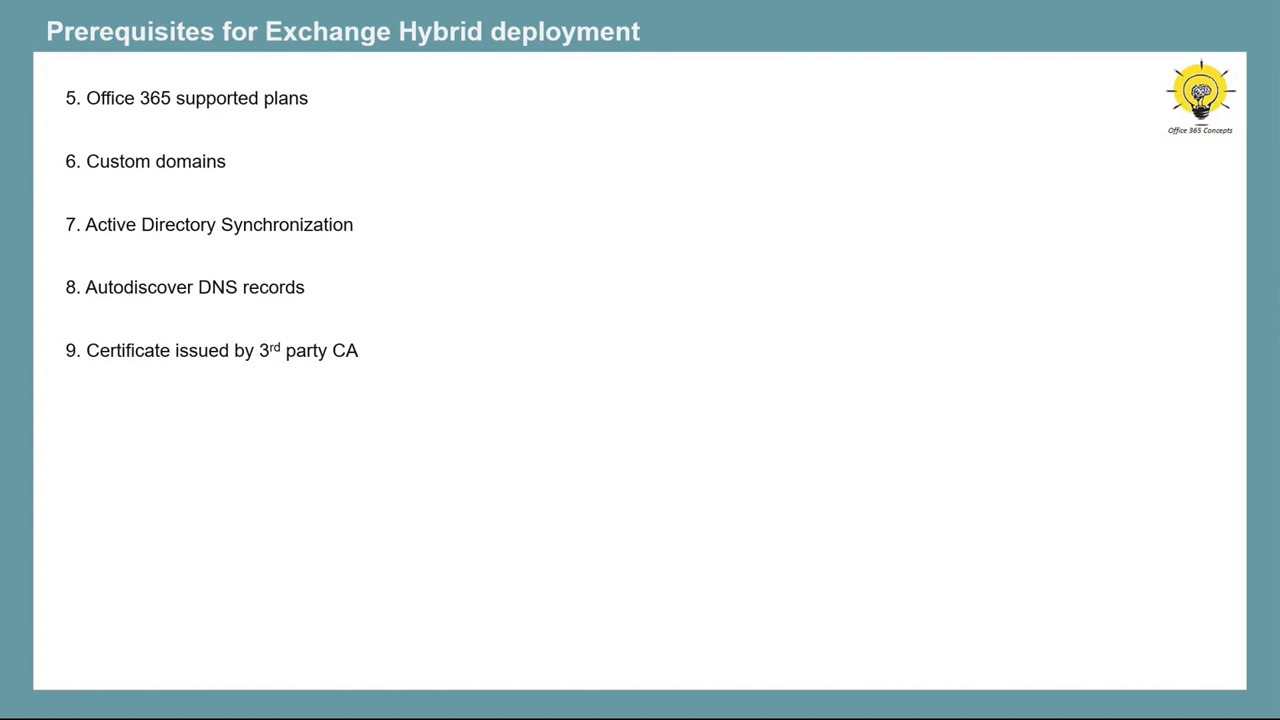 Prerequisites for Exchange Hybrid deployment
5. Office 365 supported plans
Office 365 Concepts
6. Custom domains
7. Active Directory Synchronization
8. Autodiscover DNS records
9. Certificate issued by 3rd party CA